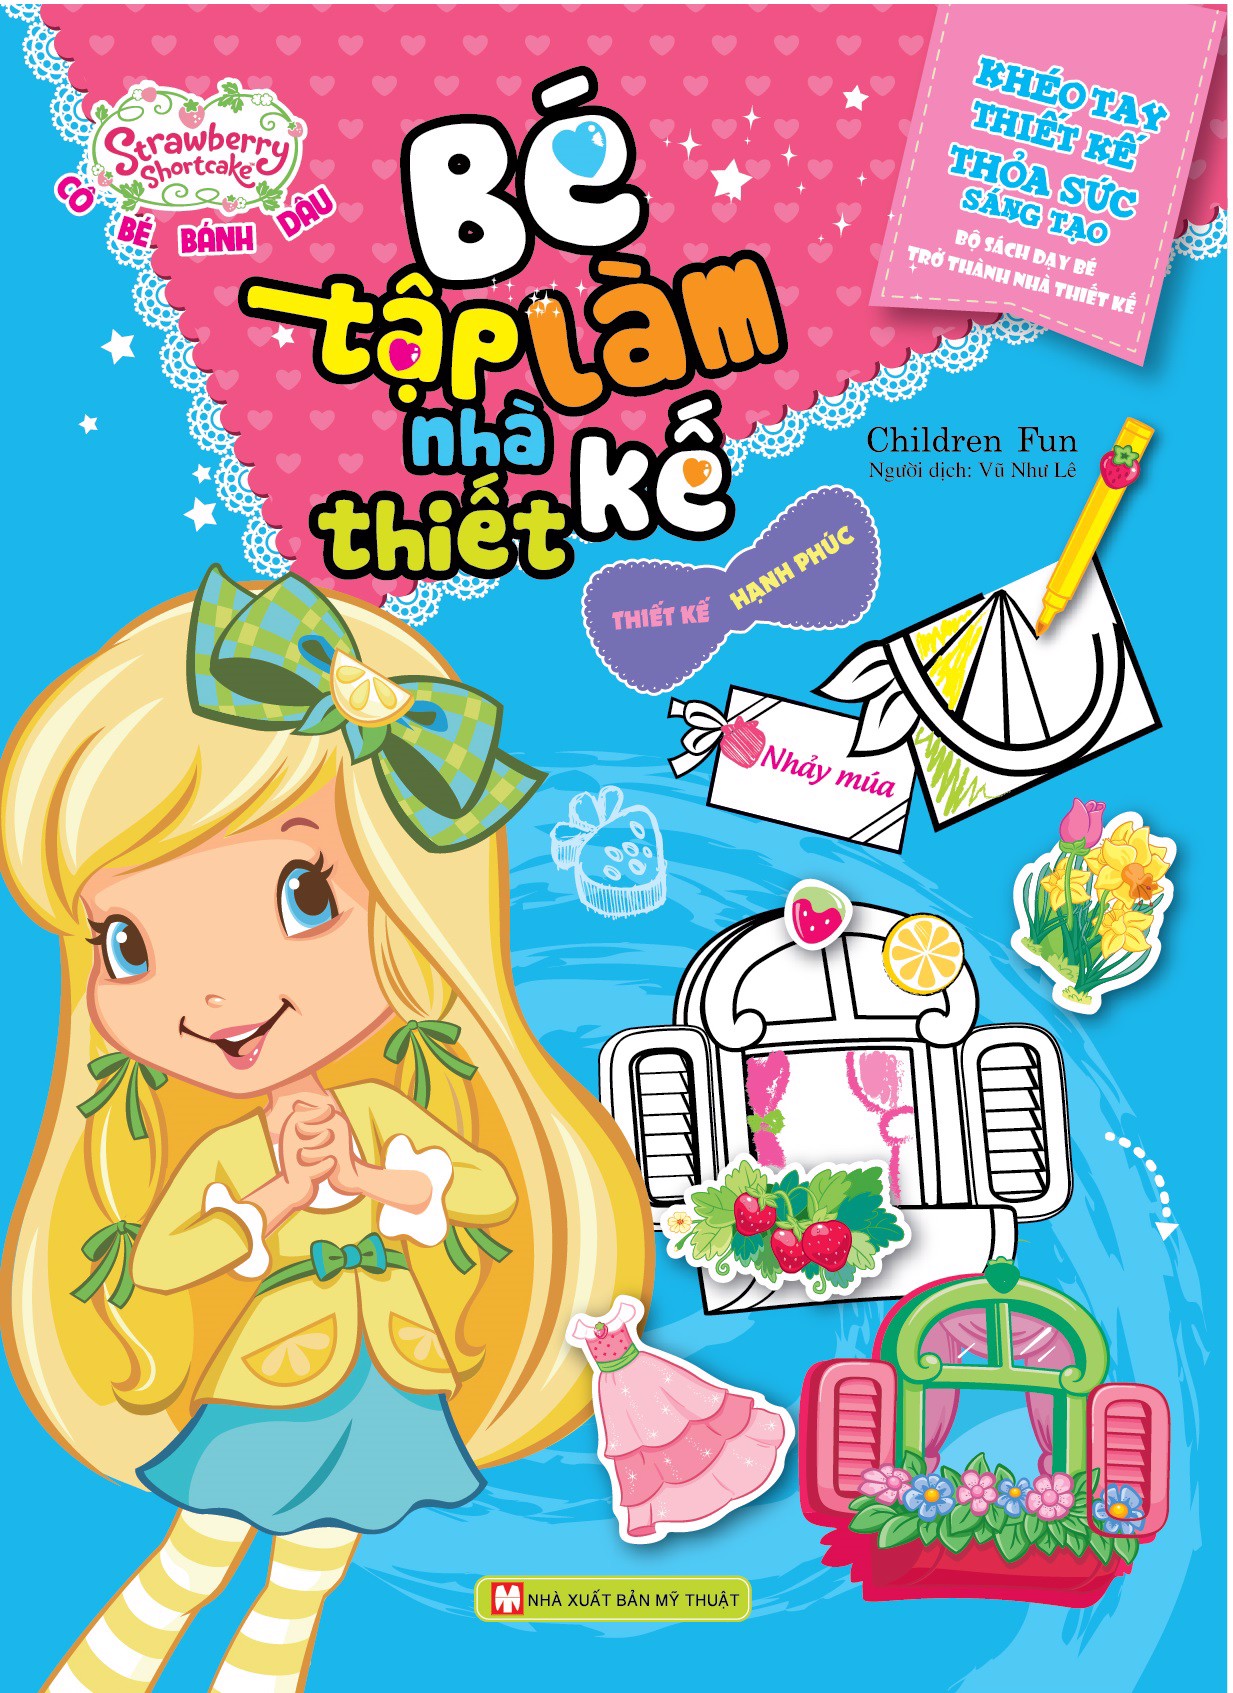 Strawberry
Shortcake
CÔ BÉ BÁNH DÂU
Bé
tập làm
nhà
thiết kế
KHÉO TAY
THIẾT KẾ
THỎA SỨC
SÁNG TẠO
BỘ SÁCH DẠY BÉ
TRỞ THÀNH NHÀ THIẾT KẾ
Children Fun
Người dịch: Vũ Như Lê
THIẾT KẾ HẠNH PHÚC
Nhảy múa
NHÀ XUẤT BẢN MỸ THUẬT